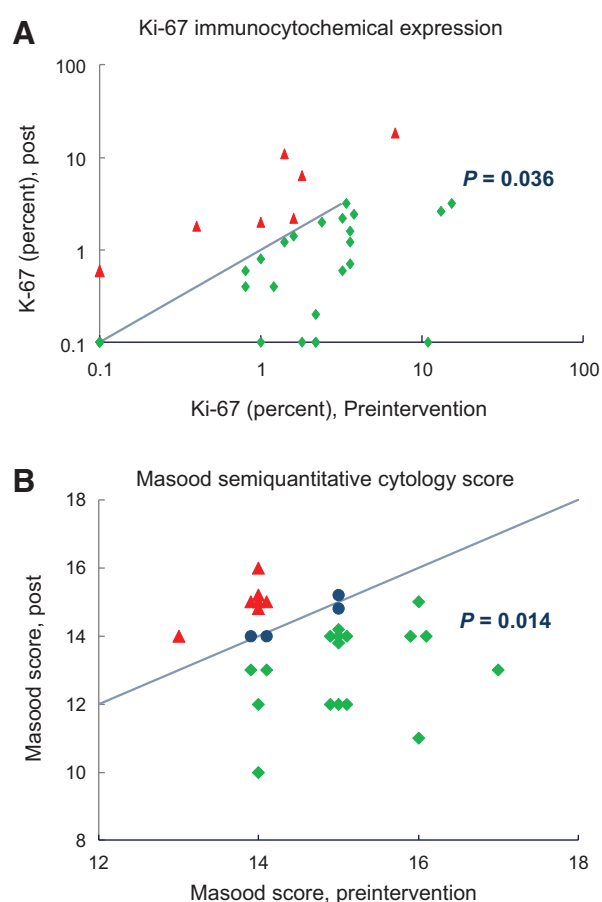 A
Ki-67 immunocytochemical expression
100
10
1
0.1
K-67 (percent), post
P = 0.036
0.1 1 10 100
Ki-67 (percent), Preintervention
B
Masood semiquantitative cytology score
18
16
14
12
10
8
Masood score, post
P = 0.014
12 14 16 18
Masood score, preintervention